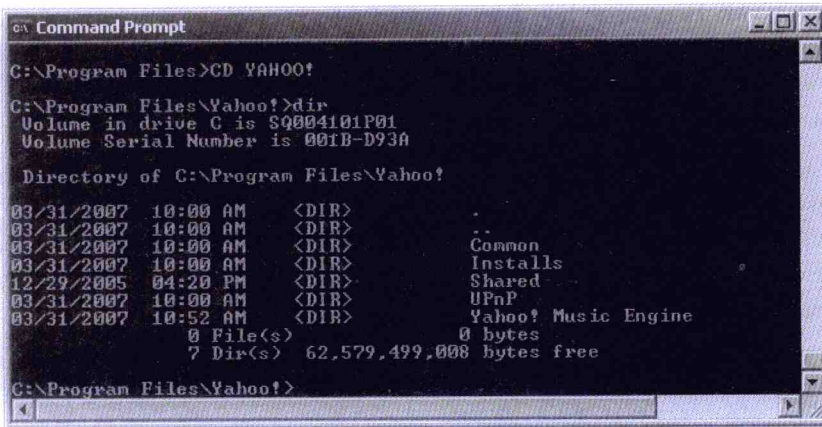 Command Prompt
C:\Program Files>CD YAHOO!
C:\Program Files\Yahoo!>dir
Volume in drive C is SQ004101P01
Volume Serial Number is 001B-D93A
Directory of C:\Program Files\Yahoo!
03/31/2007 10:00 AM <DIR> .
03/31/2007 10:00 AM <DIR> ..
03/31/2007 10:00 AM <DIR> Common
03/31/2007 10:00 AM <DIR> Installs
12/29/2005 04:20 PM <DIR> Shared
03/31/2007 10:00 AM <DIR> UPnP
03/31/2007 10:52 AM <DIR> Yahoo! Music Engine
0 File(s) 0 bytes
7 Dir(s) 62,579,499,008 bytes free
C:\Program Files\Yahoo!>